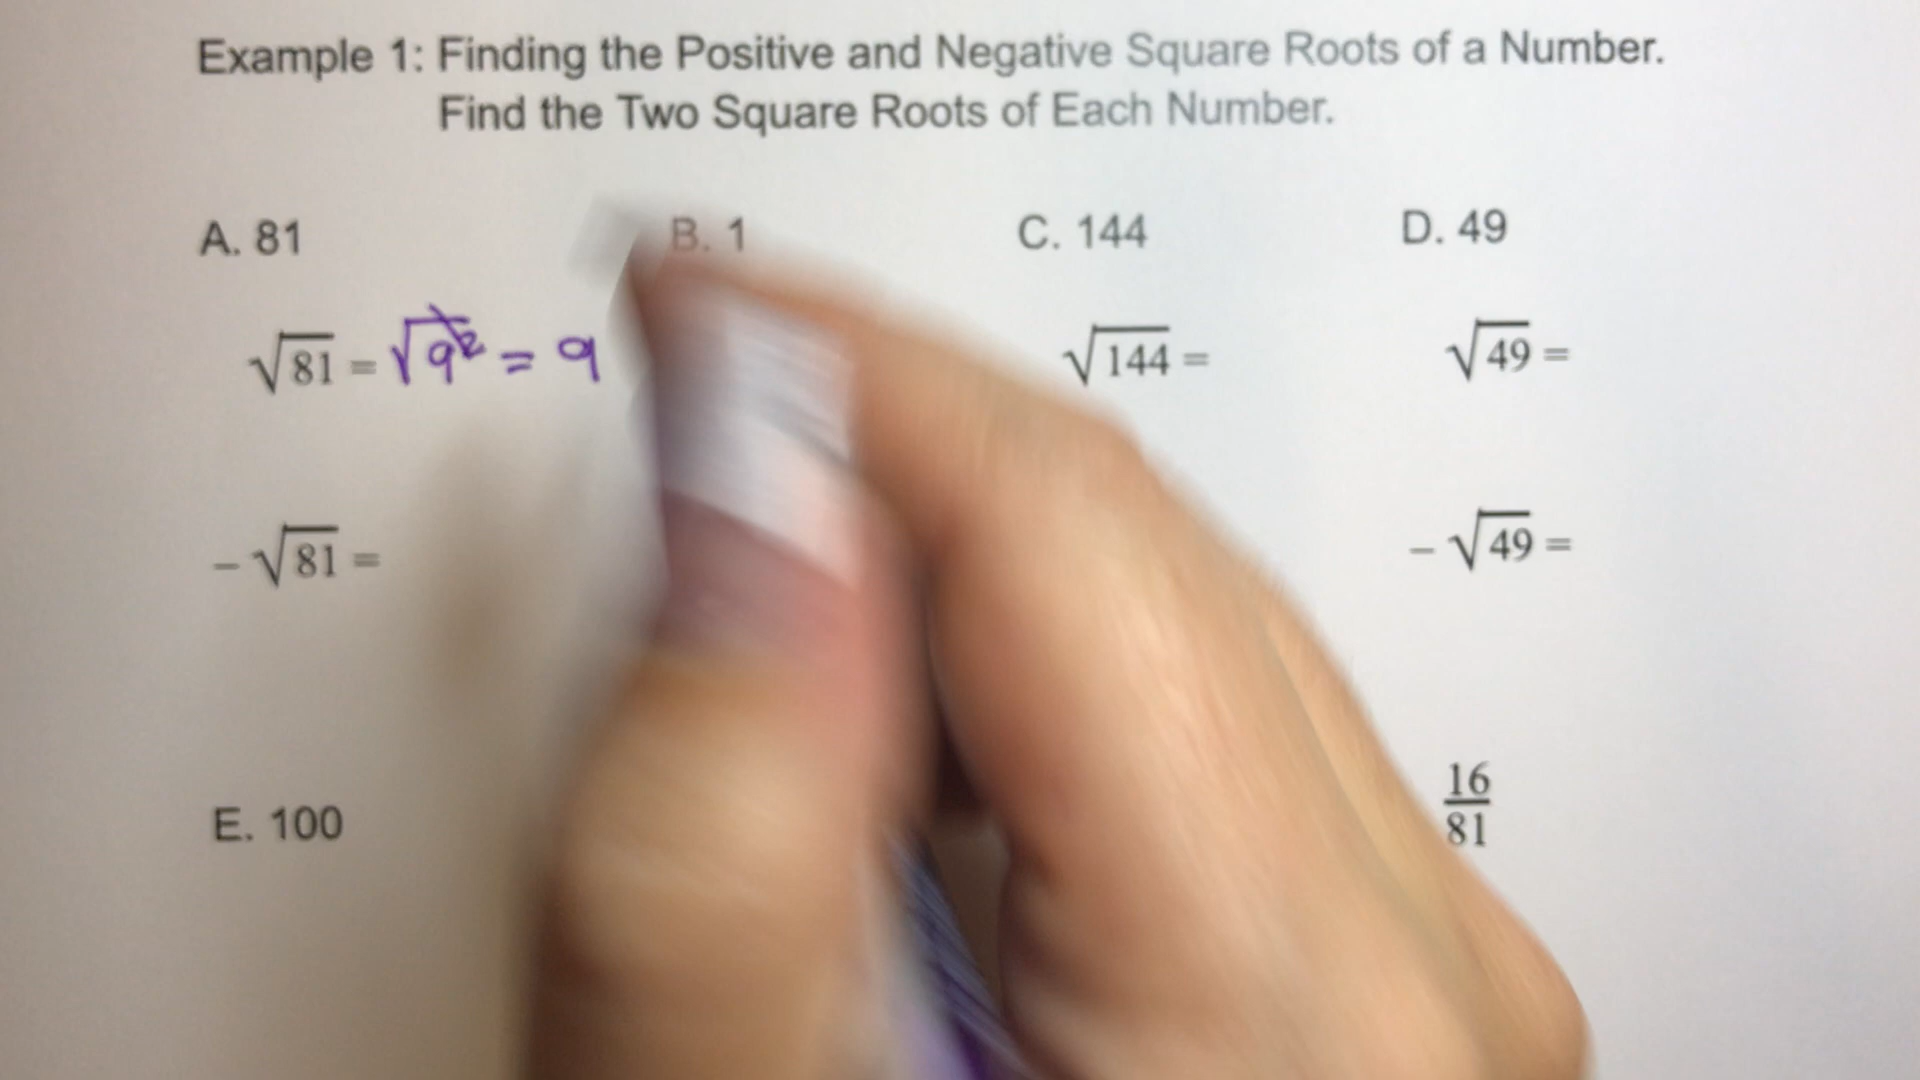 Example 1: Finding the Positive and Negative Square Roots of a Number.
Find the Two Square Roots of Each Number.
A. 81 B. 1 C. 144 D. 49
√81 = √9² = 9 √144 = √49 =
- √81 = - √49 =
E. 100 16/81